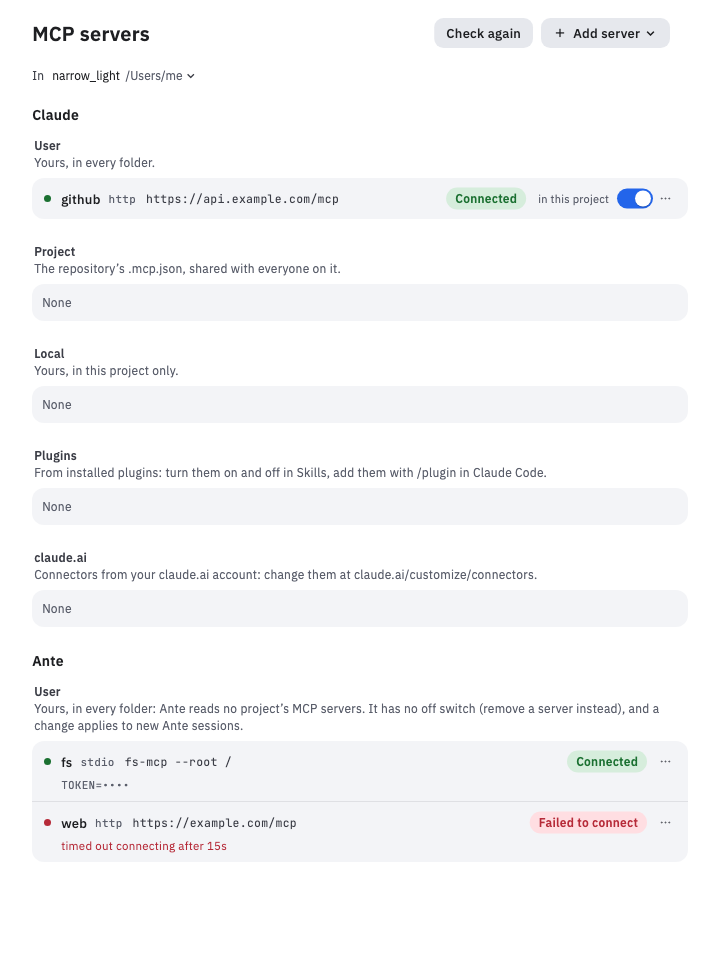 MCP servers
Check again
+ Add server
In narrow_light /Users/me
Claude
User
Yours, in every folder.
github http https://api.example.com/mcp Connected in this project ···
Project
The repository’s .mcp.json, shared with everyone on it.
None
Local
Yours, in this project only.
None
Plugins
From installed plugins: turn them on and off in Skills, add them with /plugin in Claude Code.
None
claude.ai
Connectors from your claude.ai account: change them at claude.ai/customize/connectors.
None
Ante
User
Yours, in every folder: Ante reads no project’s MCP servers. It has no off switch (remove a server instead), and a
change applies to new Ante sessions.
fs stdio fs-mcp --root / Connected ···
TOKEN=••••
web http https://example.com/mcp Failed to connect ···
timed out connecting after 15s